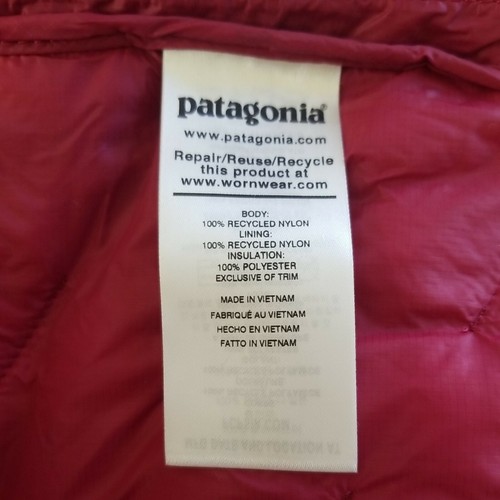 patagonia®
www.patagonia.com
Repair/Reuse/Recycle
this product at
www.wornwear.com
BODY:
100% RECYCLED NYLON
LINING:
100% RECYCLED NYLON
INSULATION:
100% POLYESTER
EXCLUSIVE OF TRIM
MADE IN VIETNAM
FABRIQUÉ AU VIETNAM
HECHO EN VIETNAM
FATTO IN VIETNAM